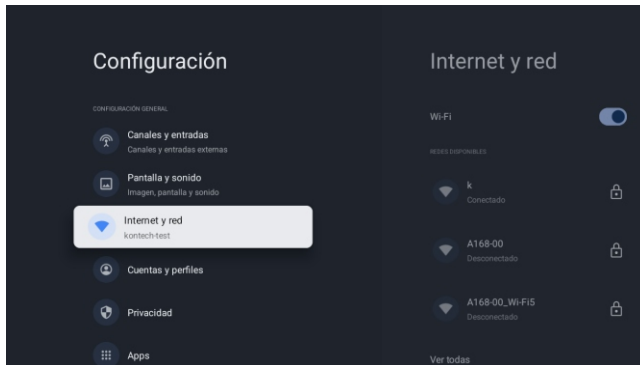 Configuración
CONFIGURACIÓN GENERAL
Canales y entradas
Canales y entradas externas
Pantalla y sonido
Imagen, pantalla y sonido
Internet y red
kontech-test
Cuentas y perfiles
Privacidad
Apps
Internet y red
Wi-Fi
REDES DISPONIBLES
k
Conectado
A168-00
Desconectado
A168-00_Wi-Fi5
Desconectado
Ver todas